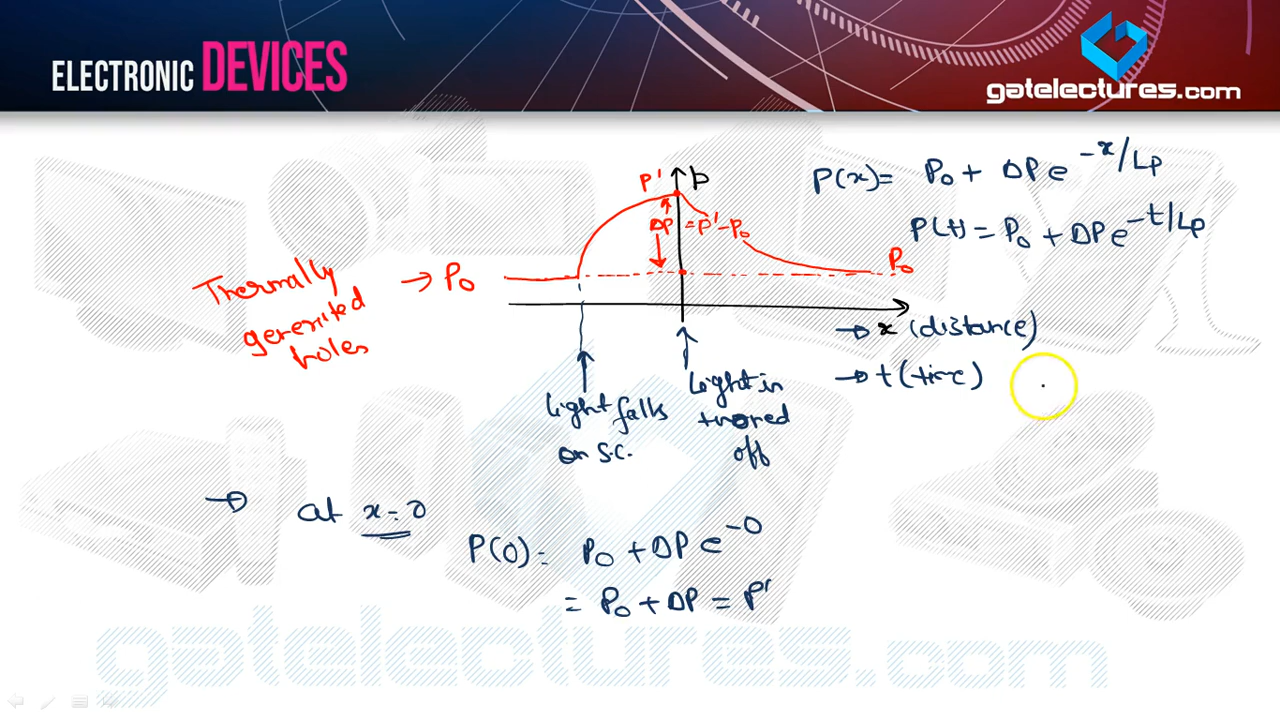 ELECTRONIC DEVICES
gatelectures.com
P(x)= P₀ + ΔP e^-x/Lp
P(t) = P₀ + ΔP e^-t/Lp
P' p
ΔP = P' - P₀
P₀
Thermally → P₀
generated
holes
→ x (distance)
→ t (time)
Light falls
on S.C.
Light is
turned
off
→ at x = 0
P(0) = P₀ + ΔP e^-0
= P₀ + ΔP = P'
gatelectures.com